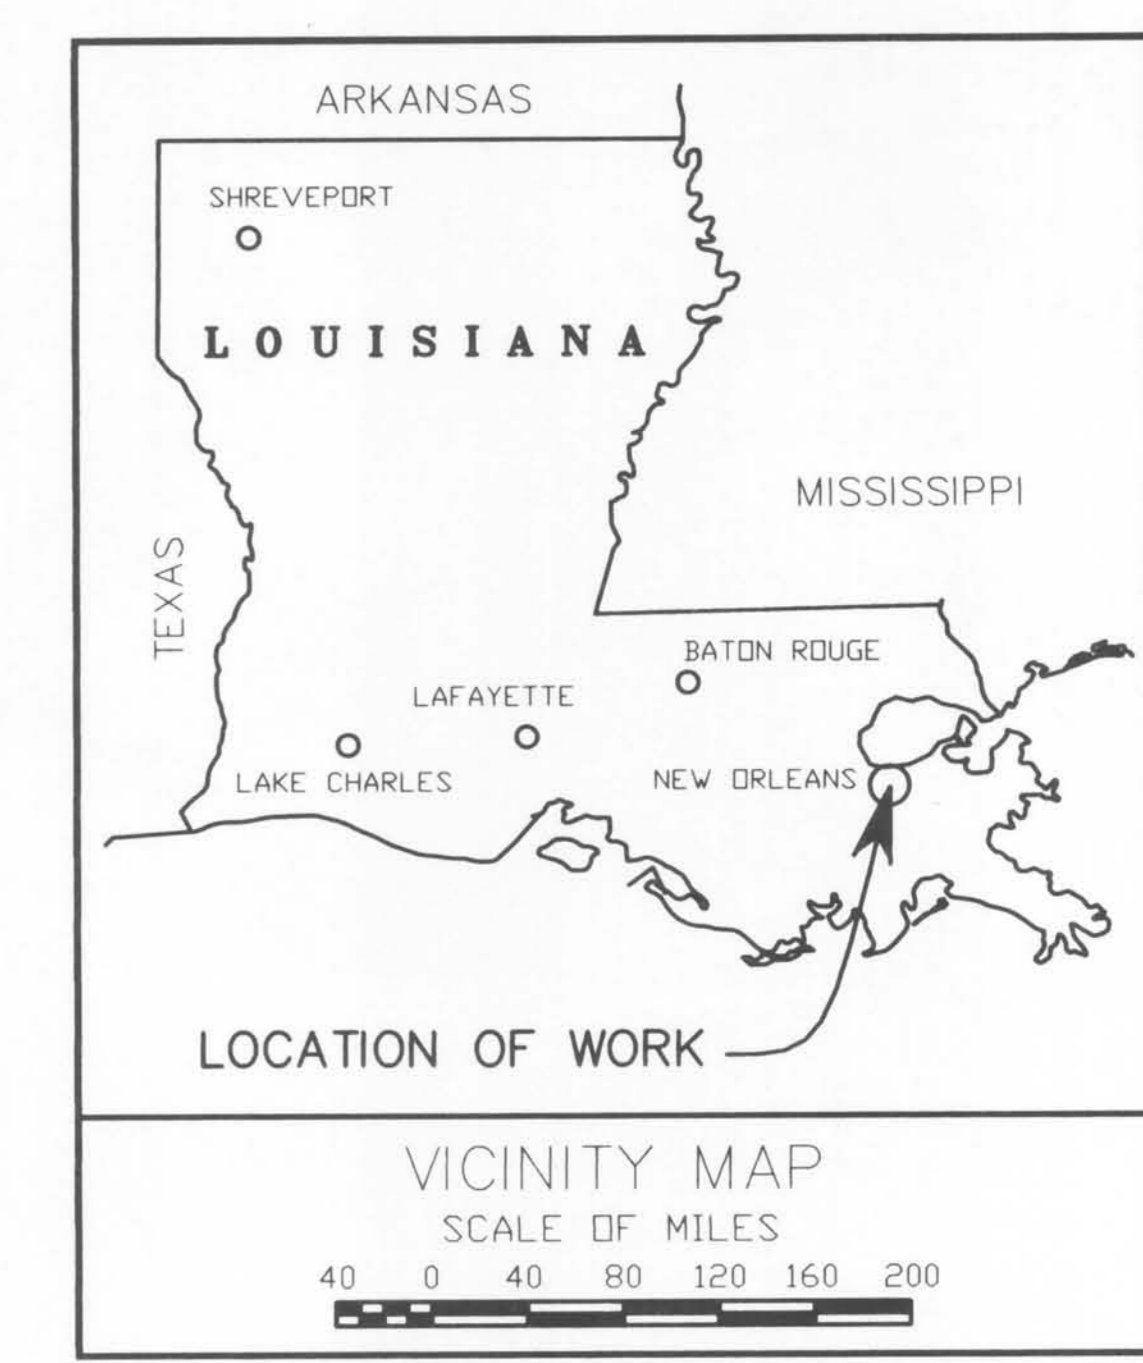 ARKANSAS
SHREVEPORT
LOUISIANA
MISSISSIPPI
TEXAS
BATON ROUGE
LAFAYETTE
LAKE CHARLES
NEW ORLEANS
LOCATION OF WORK
VICINITY MAP
SCALE OF MILES
40 0 40 80 120 160 200